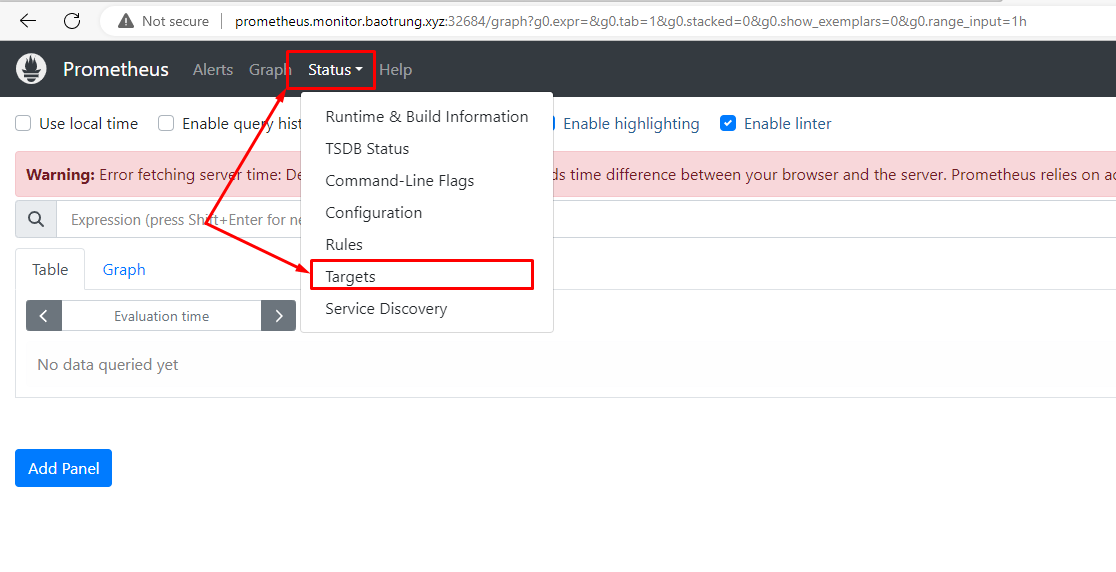 Not secure prometheus.monitor.baotrung.xyz:32684/graph?g0.expr=&g0.tab=1&g0.stacked=0&g0.show_exemplars=0&g0.range_input=1h
Prometheus Alerts Graph Status Help
Use local time Enable query hist Enable highlighting Enable linter
Runtime & Build Information
TSDB Status
Warning: Error fetching server time: De ds time difference between your browser and the server. Prometheus relies on ac
Command-Line Flags
Configuration
Expression (press Shift+Enter for ne
Rules
Table Graph
Targets
Service Discovery
Evaluation time
No data queried yet
Add Panel